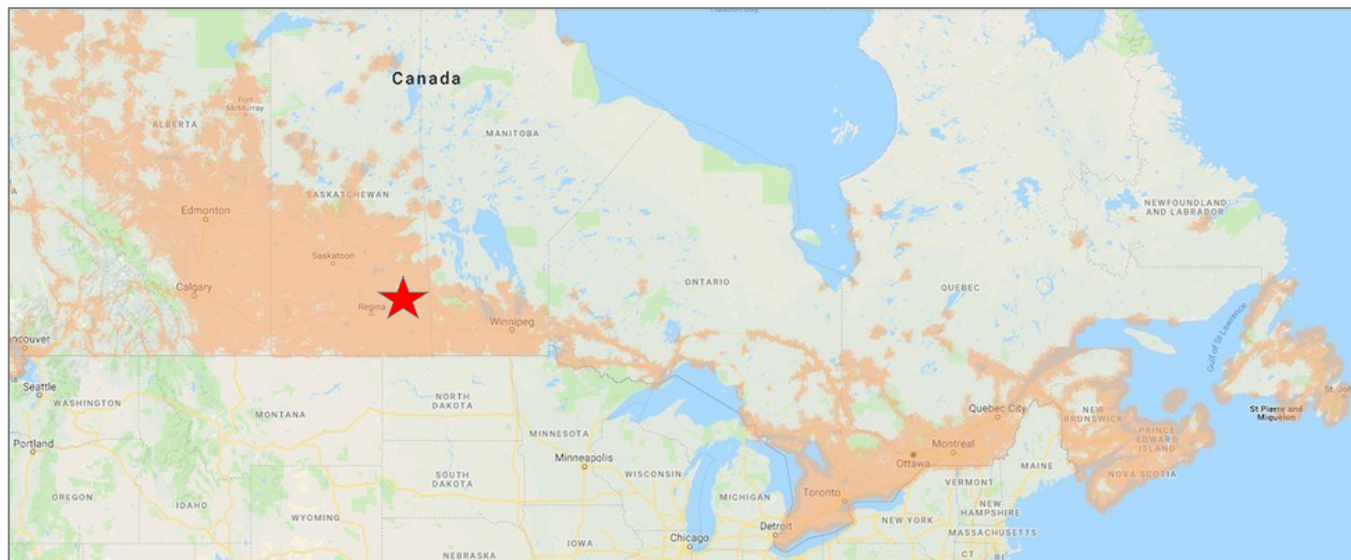 Canada
Fort
McMurray
ALBERTA
MANITOBA
SASKATCHEWAN
NEWFOUNDLAND
AND LABRADOR
Edmonton
Saskatoon
ONTARIO
QUEBEC
Calgary
Regina
Winnipeg
Gulf of St Lawrence
ncouver
Seattle
WASHINGTON
MONTANA
NORTH
DAKOTA
Quebec City
NEW
BRUNSWICK
St Pierre and
Miquelon
PRINCE
EDWARD
ISLAND
MINNESOTA
Montreal
Ottawa
MAINE
NOVA SCOTIA
Portland
Minneapolis
WISCONSIN
SOUTH
DAKOTA
VERMONT
OREGON
IDAHO
WYOMING
MICHIGAN
Toronto
NEW
HAMPSHIRE
NEW YORK
MASSACHUSETTS
Detroit
Chicago
IOWA
NEBRASKA
CT
RI